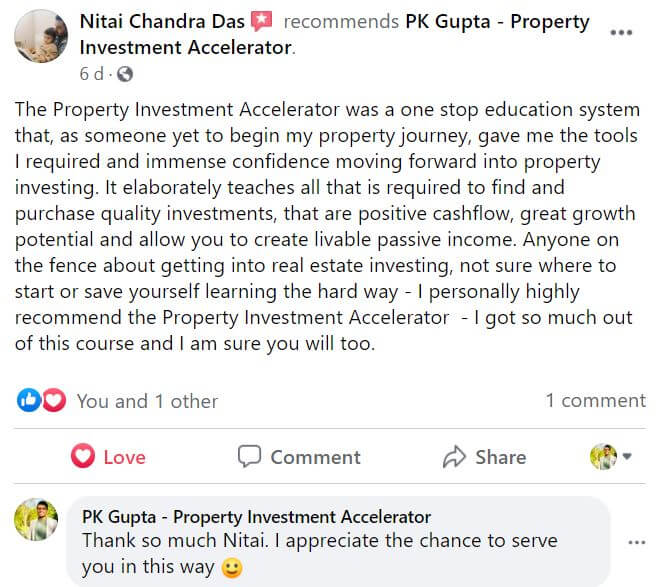 Nitai Chandra Das recommends PK Gupta - Property
Investment Accelerator.
6 d ·
The Property Investment Accelerator was a one stop education system
that, as someone yet to begin my property journey, gave me the tools
I required and immense confidence moving forward into property
investing. It elaborately teaches all that is required to find and
purchase quality investments, that are positive cashflow, great growth
potential and allow you to create livable passive income. Anyone on
the fence about getting into real estate investing, not sure where to
start or save yourself learning the hard way - I personally highly
recommend the Property Investment Accelerator - I got so much out
of this course and I am sure you will too.
You and 1 other 1 comment
Love Comment Share
PK Gupta - Property Investment Accelerator
Thank so much Nitai. I appreciate the chance to serve
you in this way 🙂